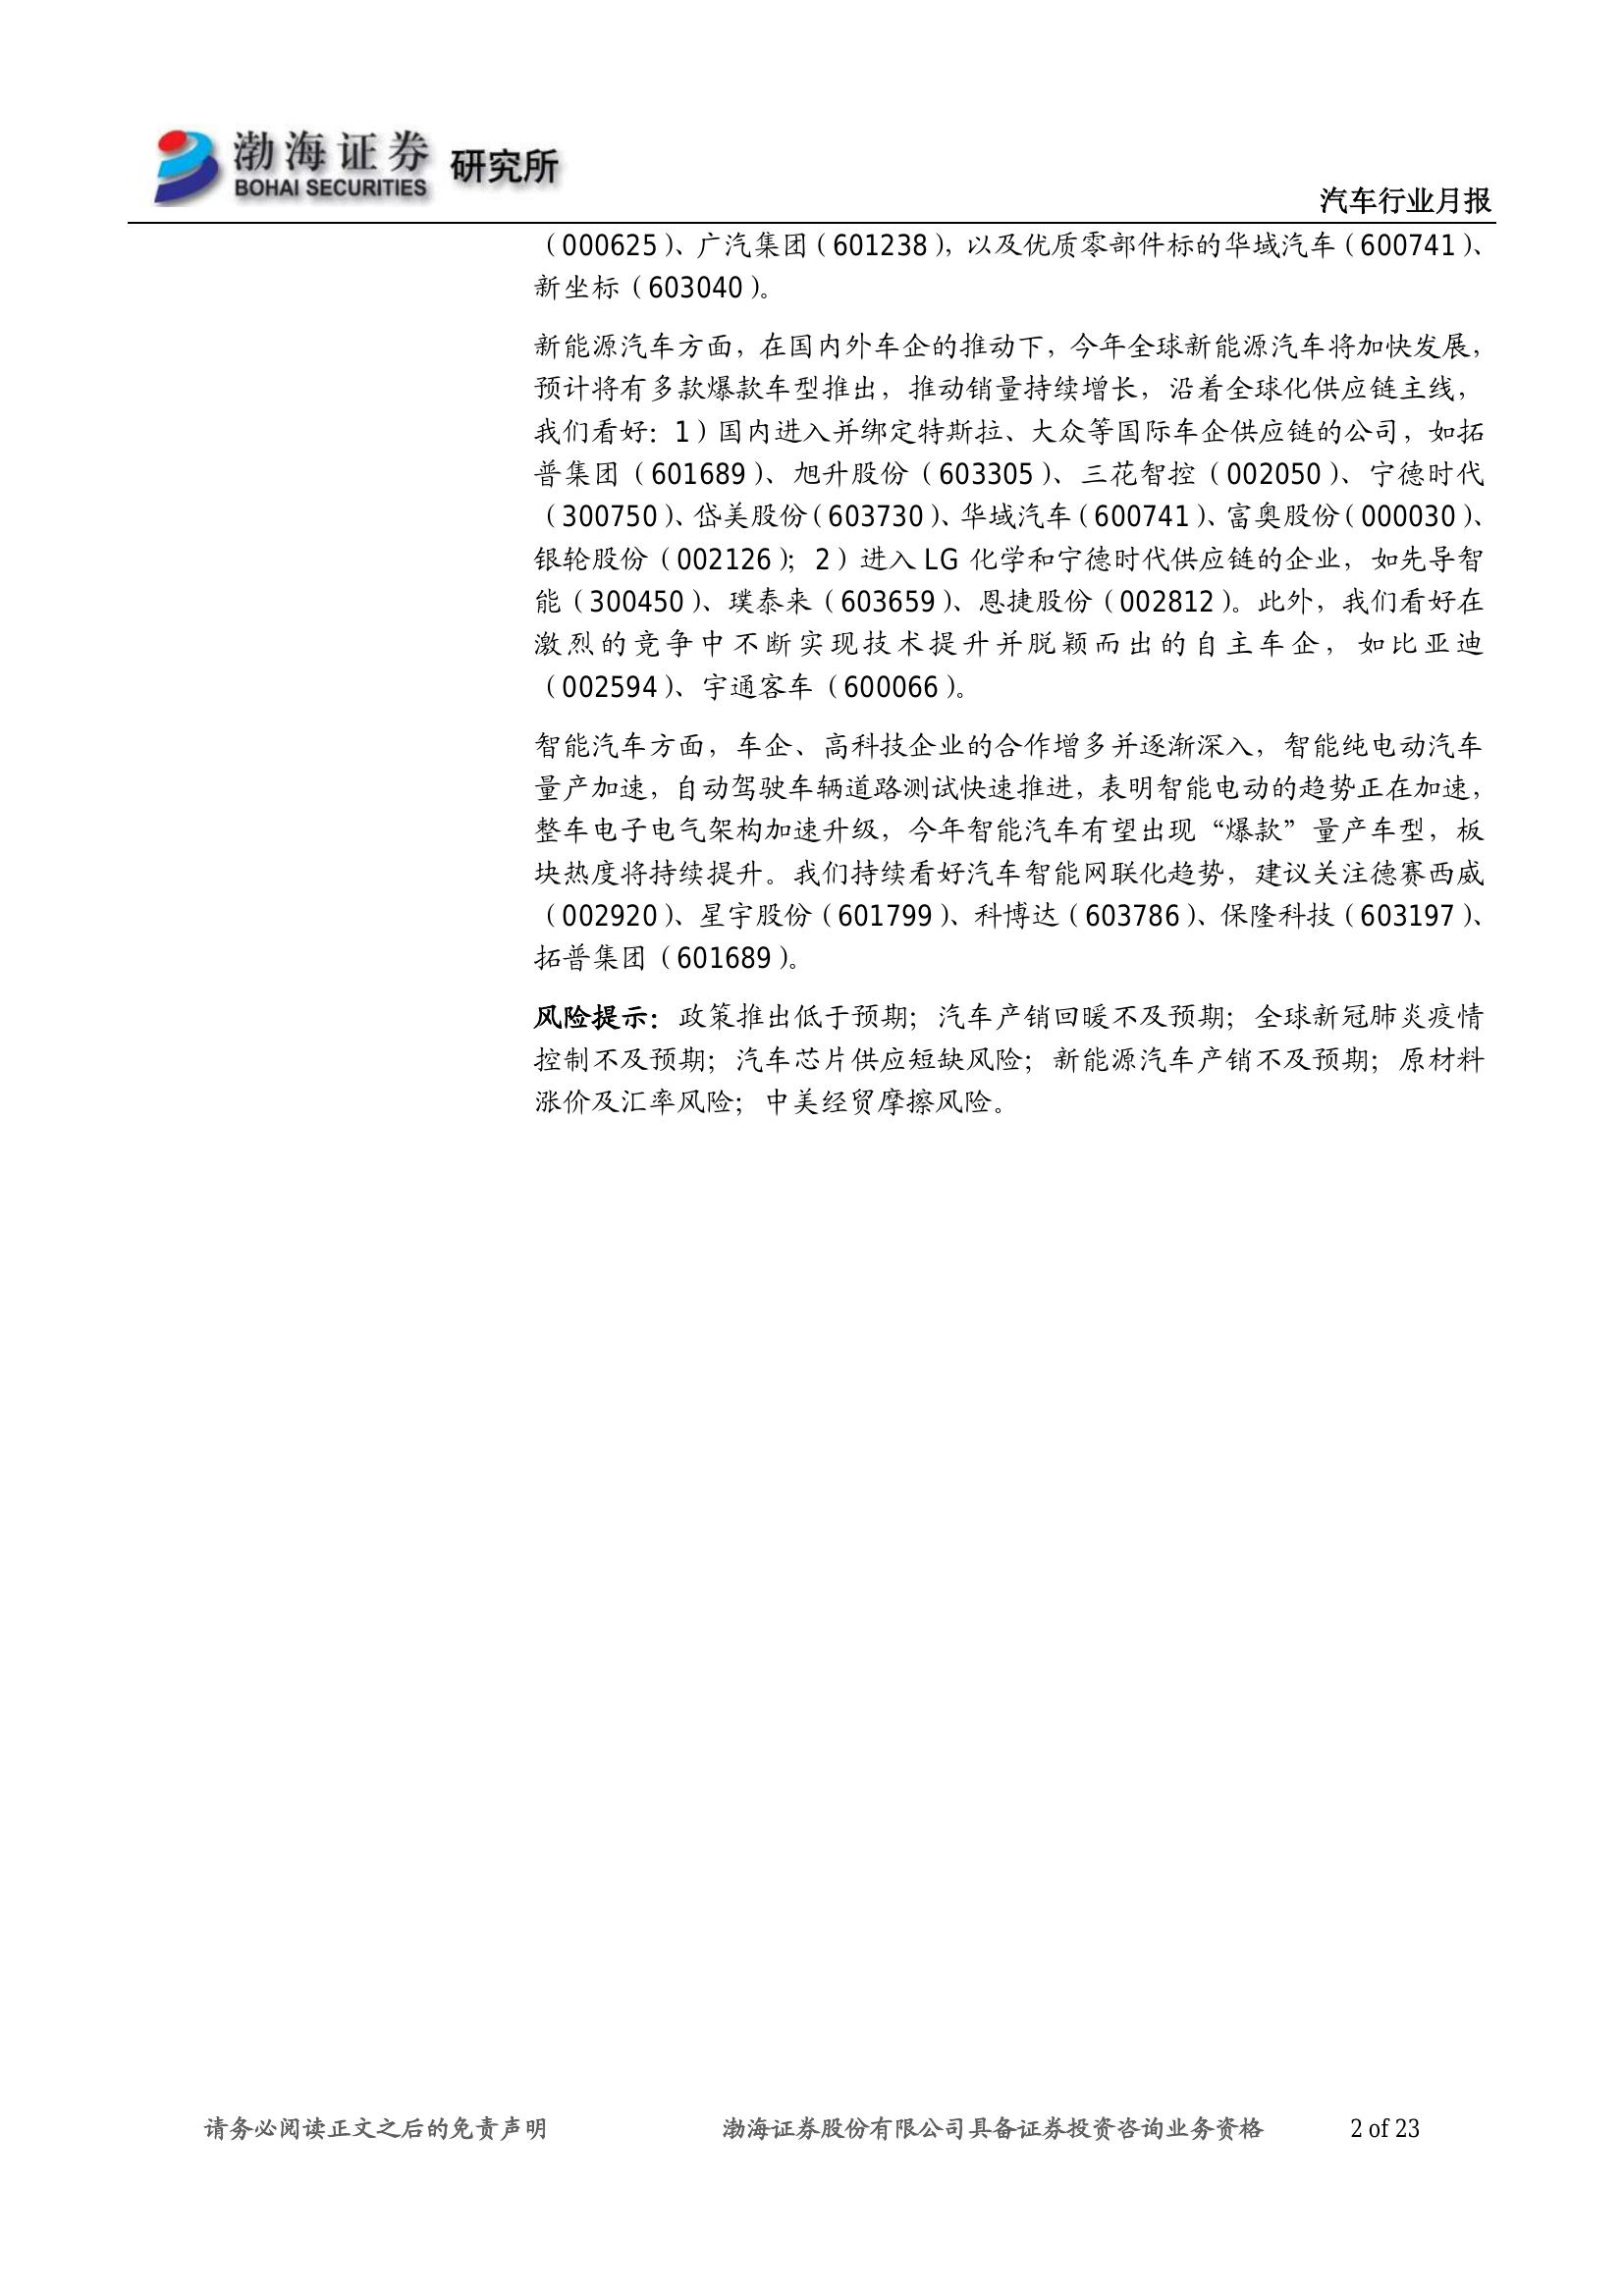 渤海证券 研究所
BOHAI SECURITIES
汽车行业月报
（000625）、广汽集团（601238），以及优质零部件标的华域汽车（600741）、
新坐标（603040）。
新能源汽车方面，在国内外车企的推动下，今年全球新能源汽车将加快发展，
预计将有多款爆款车型推出，推动销量持续增长，沿着全球化供应链主线，
我们看好：1）国内进入并绑定特斯拉、大众等国际车企供应链的公司，如拓
普集团（601689）、旭升股份（603305）、三花智控（002050）、宁德时代
（300750）、岱美股份（603730）、华域汽车（600741）、富奥股份（000030）、
银轮股份（002126）；2）进入 LG 化学和宁德时代供应链的企业，如先导智
能（300450）、璞泰来（603659）、恩捷股份（002812）。此外，我们看好在
激烈的竞争中不断实现技术提升并脱颖而出的自主车企，如比亚迪
（002594）、宇通客车（600066）。
智能汽车方面，车企、高科技企业的合作增多并逐渐深入，智能纯电动汽车
量产加速，自动驾驶车辆道路测试快速推进，表明智能电动的趋势正在加速，
整车电子电气架构加速升级，今年智能汽车有望出现“爆款”量产车型，板
块热度将持续提升。我们持续看好汽车智能网联化趋势，建议关注德赛西威
（002920）、星宇股份（601799）、科博达（603786）、保隆科技（603197）、
拓普集团（601689）。
风险提示：政策推出低于预期；汽车产销回暖不及预期；全球新冠肺炎疫情
控制不及预期；汽车芯片供应短缺风险；新能源汽车产销不及预期；原材料
涨价及汇率风险；中美经贸摩擦风险。
请务必阅读正文之后的免责声明 渤海证券股份有限公司具备证券投资咨询业务资格 2 of 23